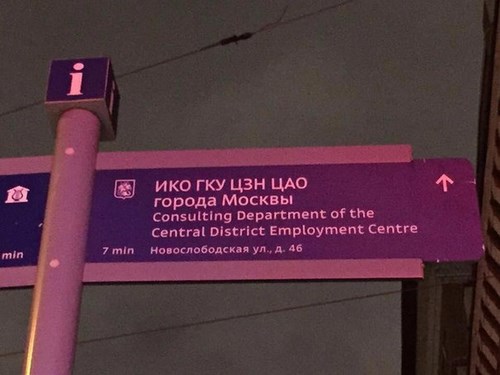 i
ИКО ГКУ ЦЗН ЦАО
города Москвы
Consulting Department of the
Central District Employment Centre
min
7 min Новослободская ул., д. 46